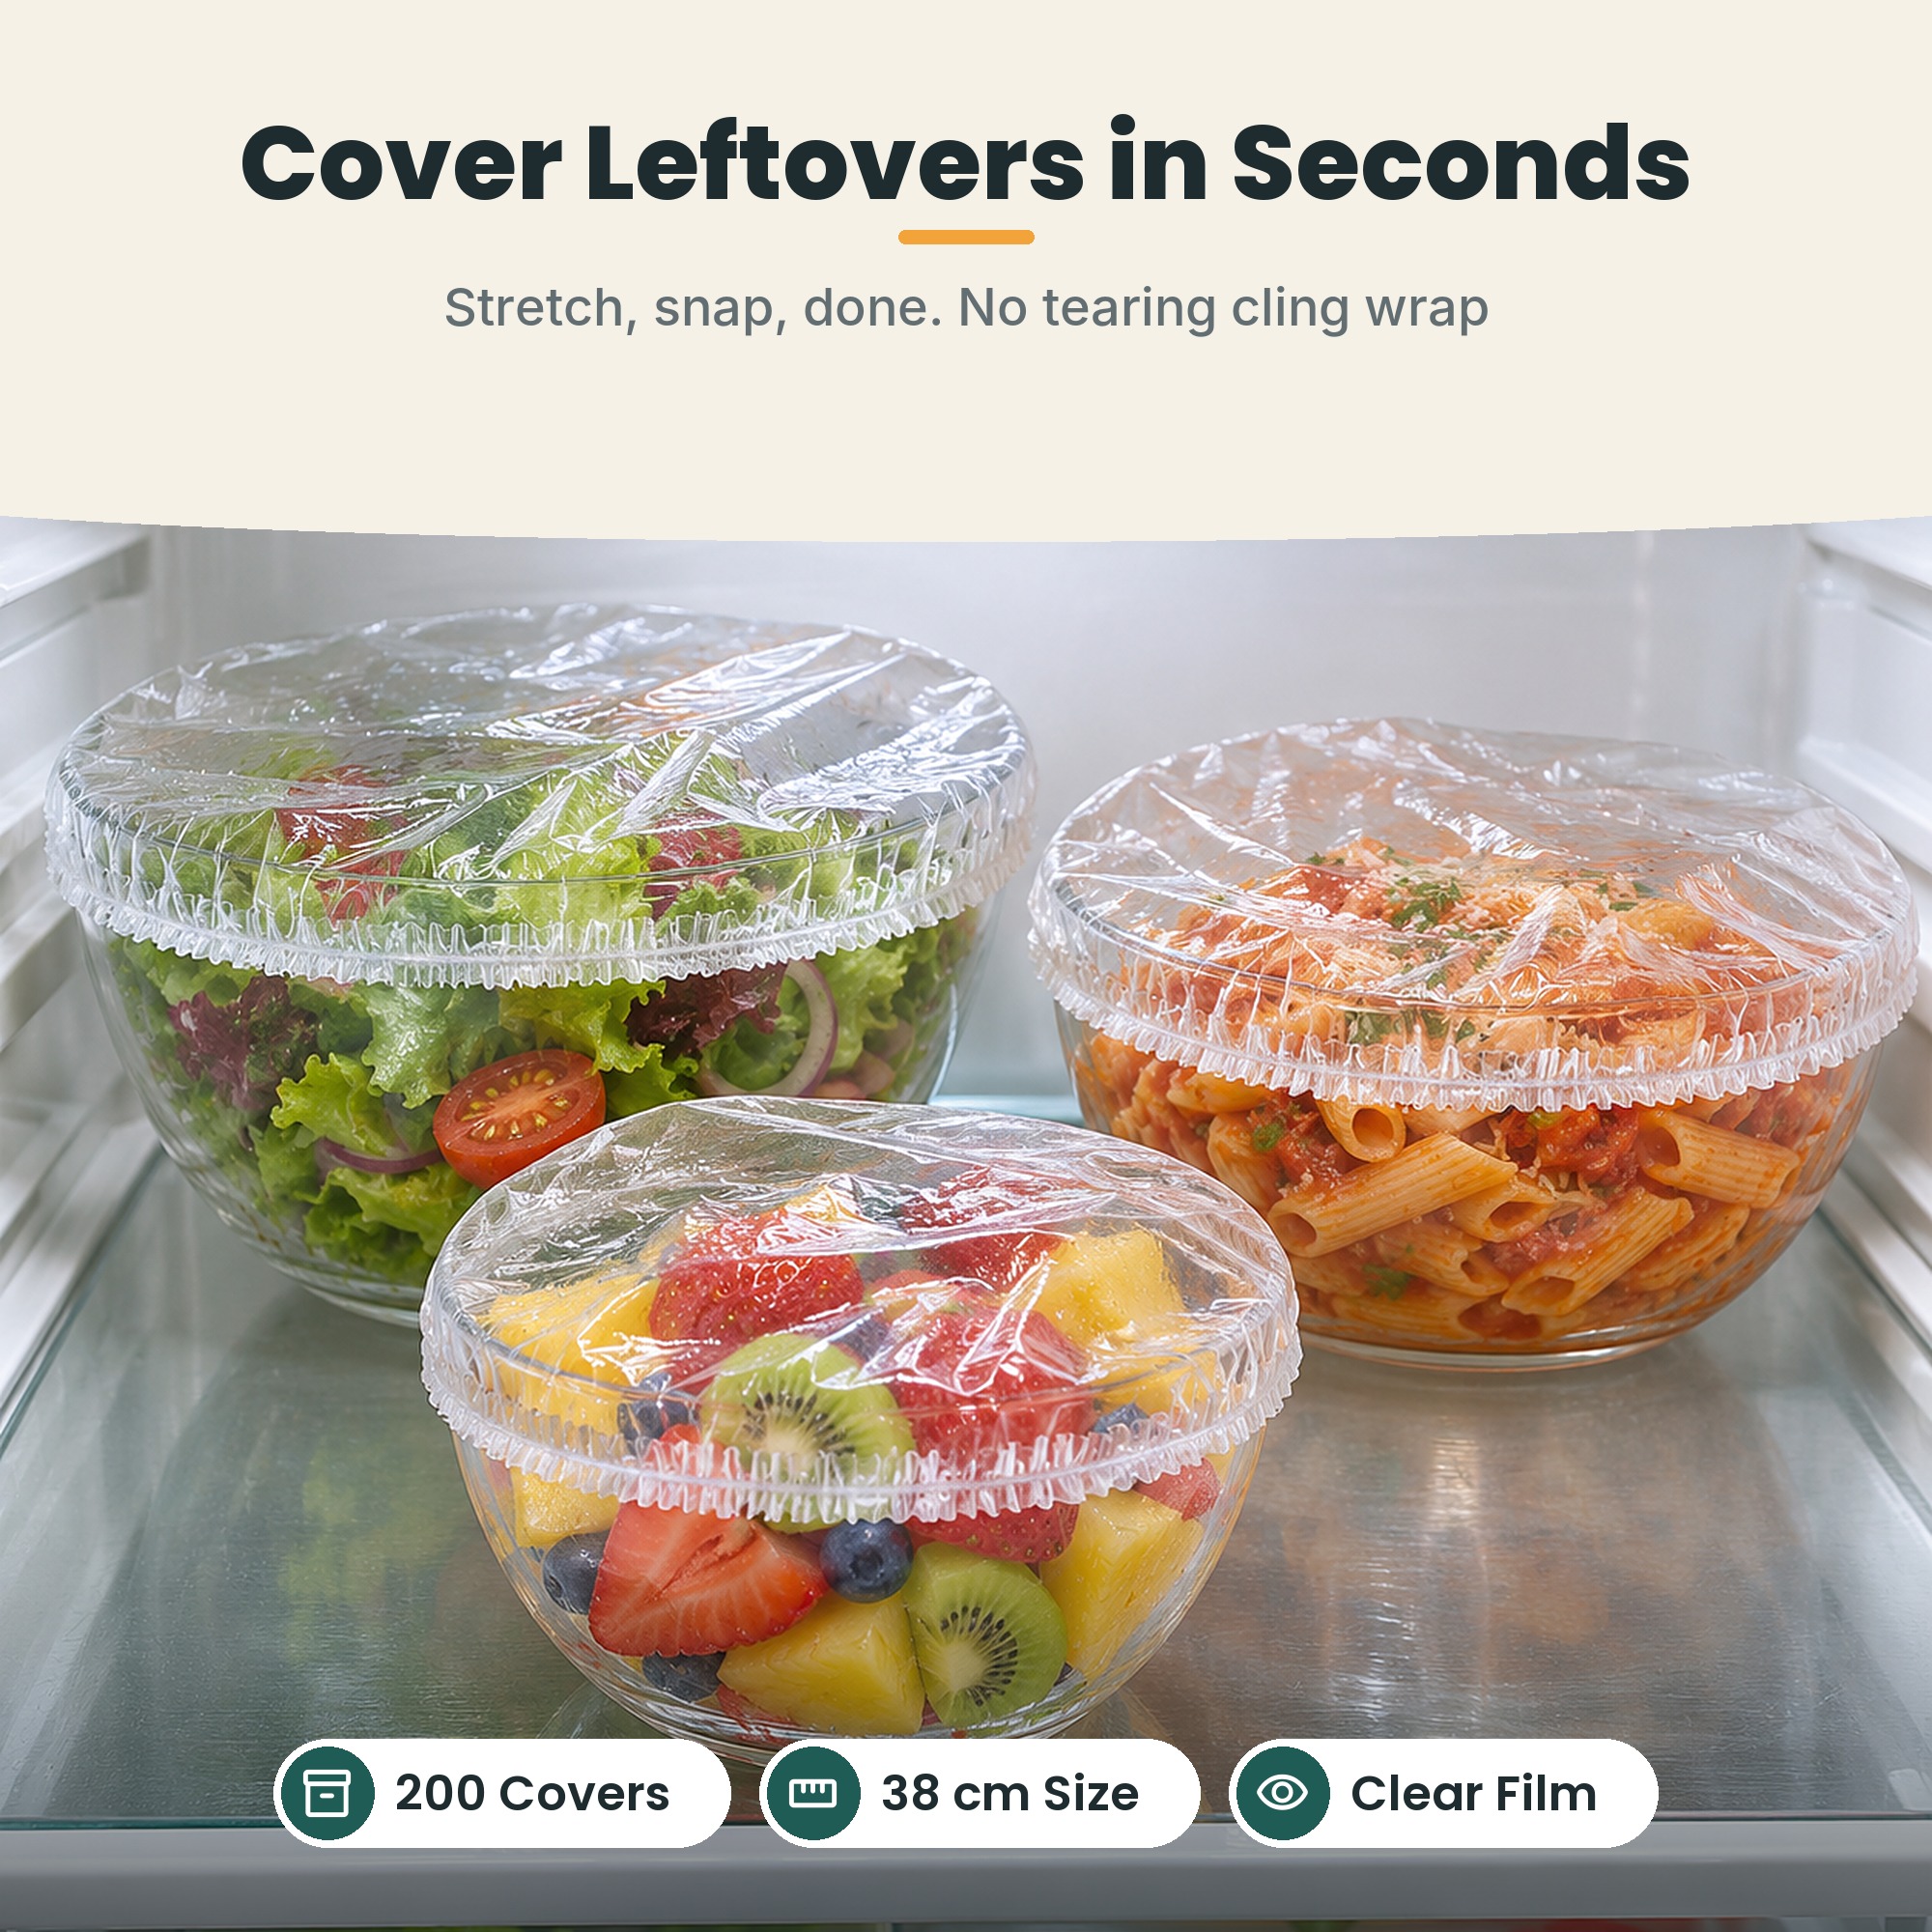 Cover Leftovers in Seconds
Stretch, snap, done. No tearing cling wrap
200 Covers
38 cm Size
Clear Film